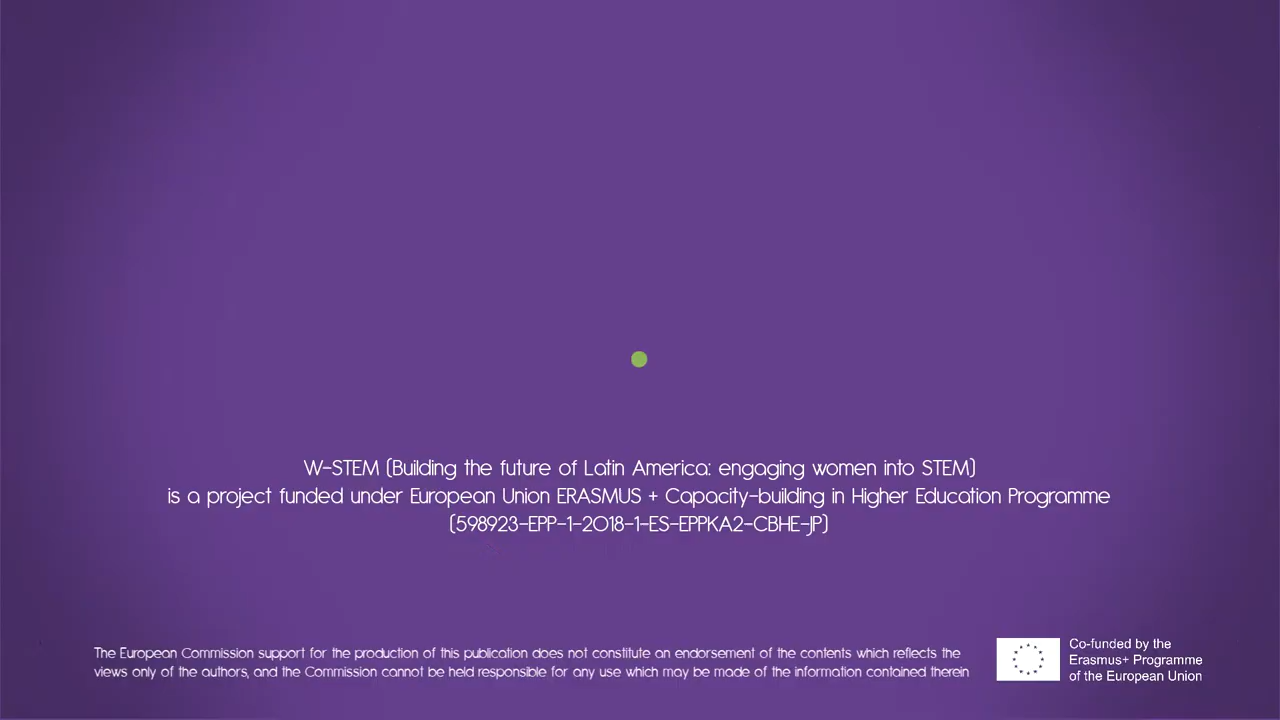 W-STEM (Building the future of Latin America: engaging women into STEM)
is a project funded under European Union ERASMUS + Capacity-building in Higher Education Programme
(598923-EPP-1-2018-1-ES-EPPKA2-CBHE-JP)
The European Commission support for the production of this publication does not constitute an endorsement of the contents which reflects the
views only of the authors, and the Commission cannot be held responsible for any use which may be made of the information contained therein
Co-funded by the
Erasmus+ Programme
of the European Union